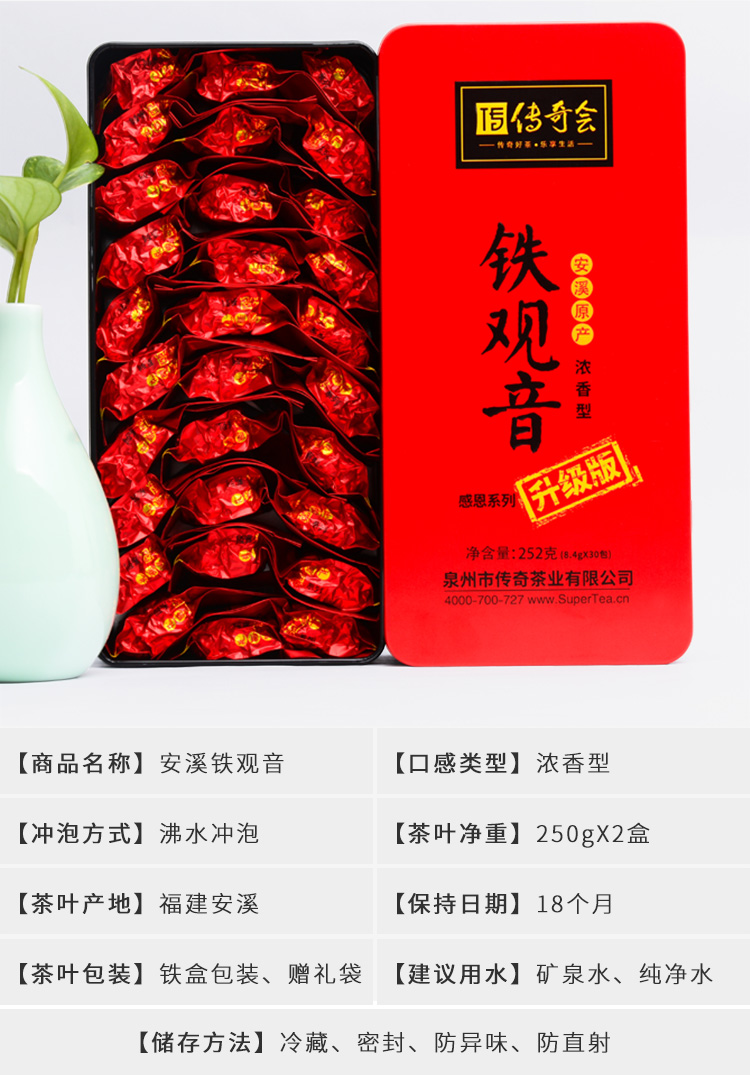 传奇会
传奇好茶●乐享生活
铁观音
安溪原产
浓香型
感恩系列
升级版
净含量：252克(8.4gX30包)
泉州市传奇茶业有限公司
4000-700-727 www.SuperTea.cn
【商品名称】安溪铁观音
【口感类型】浓香型
【冲泡方式】沸水冲泡
【茶叶净重】250gX2盒
【茶叶产地】福建安溪
【保持日期】18个月
【茶叶包装】铁盒包装、赠礼袋
【建议用水】矿泉水、纯净水
【储存方法】冷藏、密封、防异味、防直射